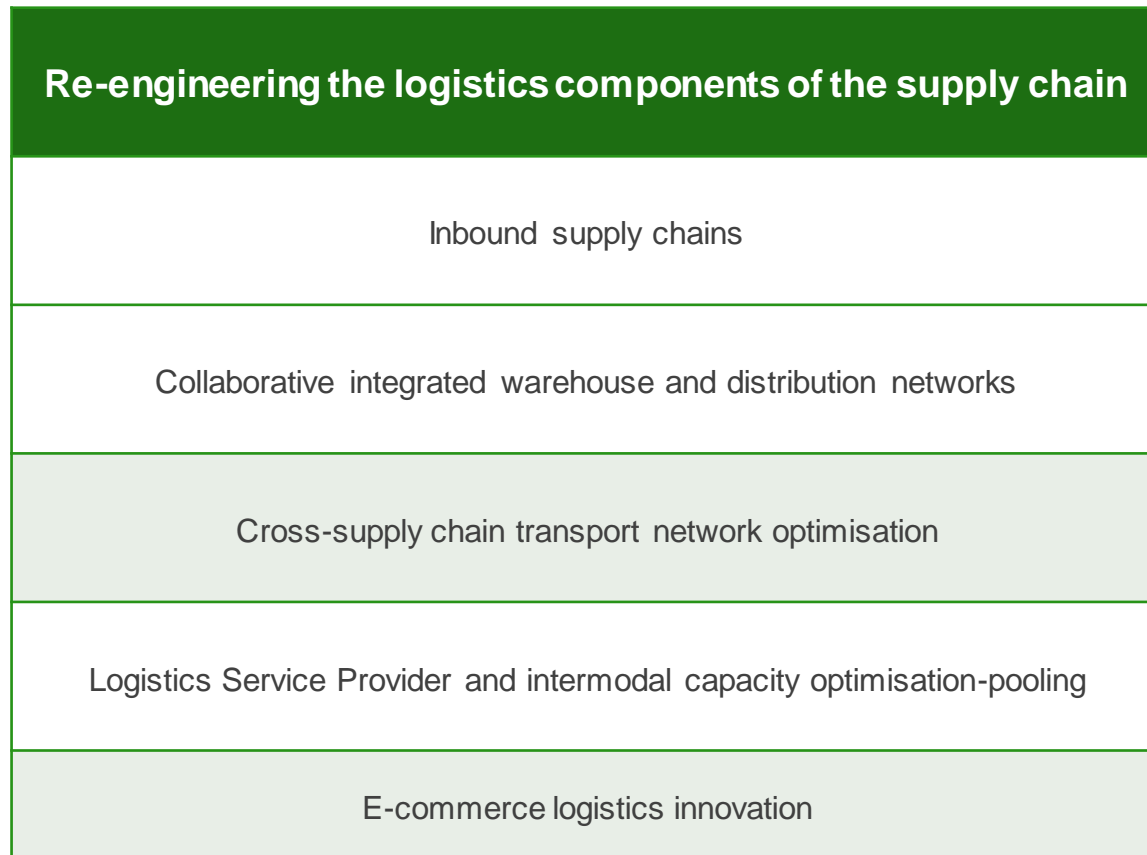 Re-engineering the logistics components of the supply chain
Inbound supply chains
Collaborative integrated warehouse and distribution networks
Cross-supply chain transport network optimisation
Logistics Service Provider and intermodal capacity optimisation-pooling
E-commerce logistics innovation